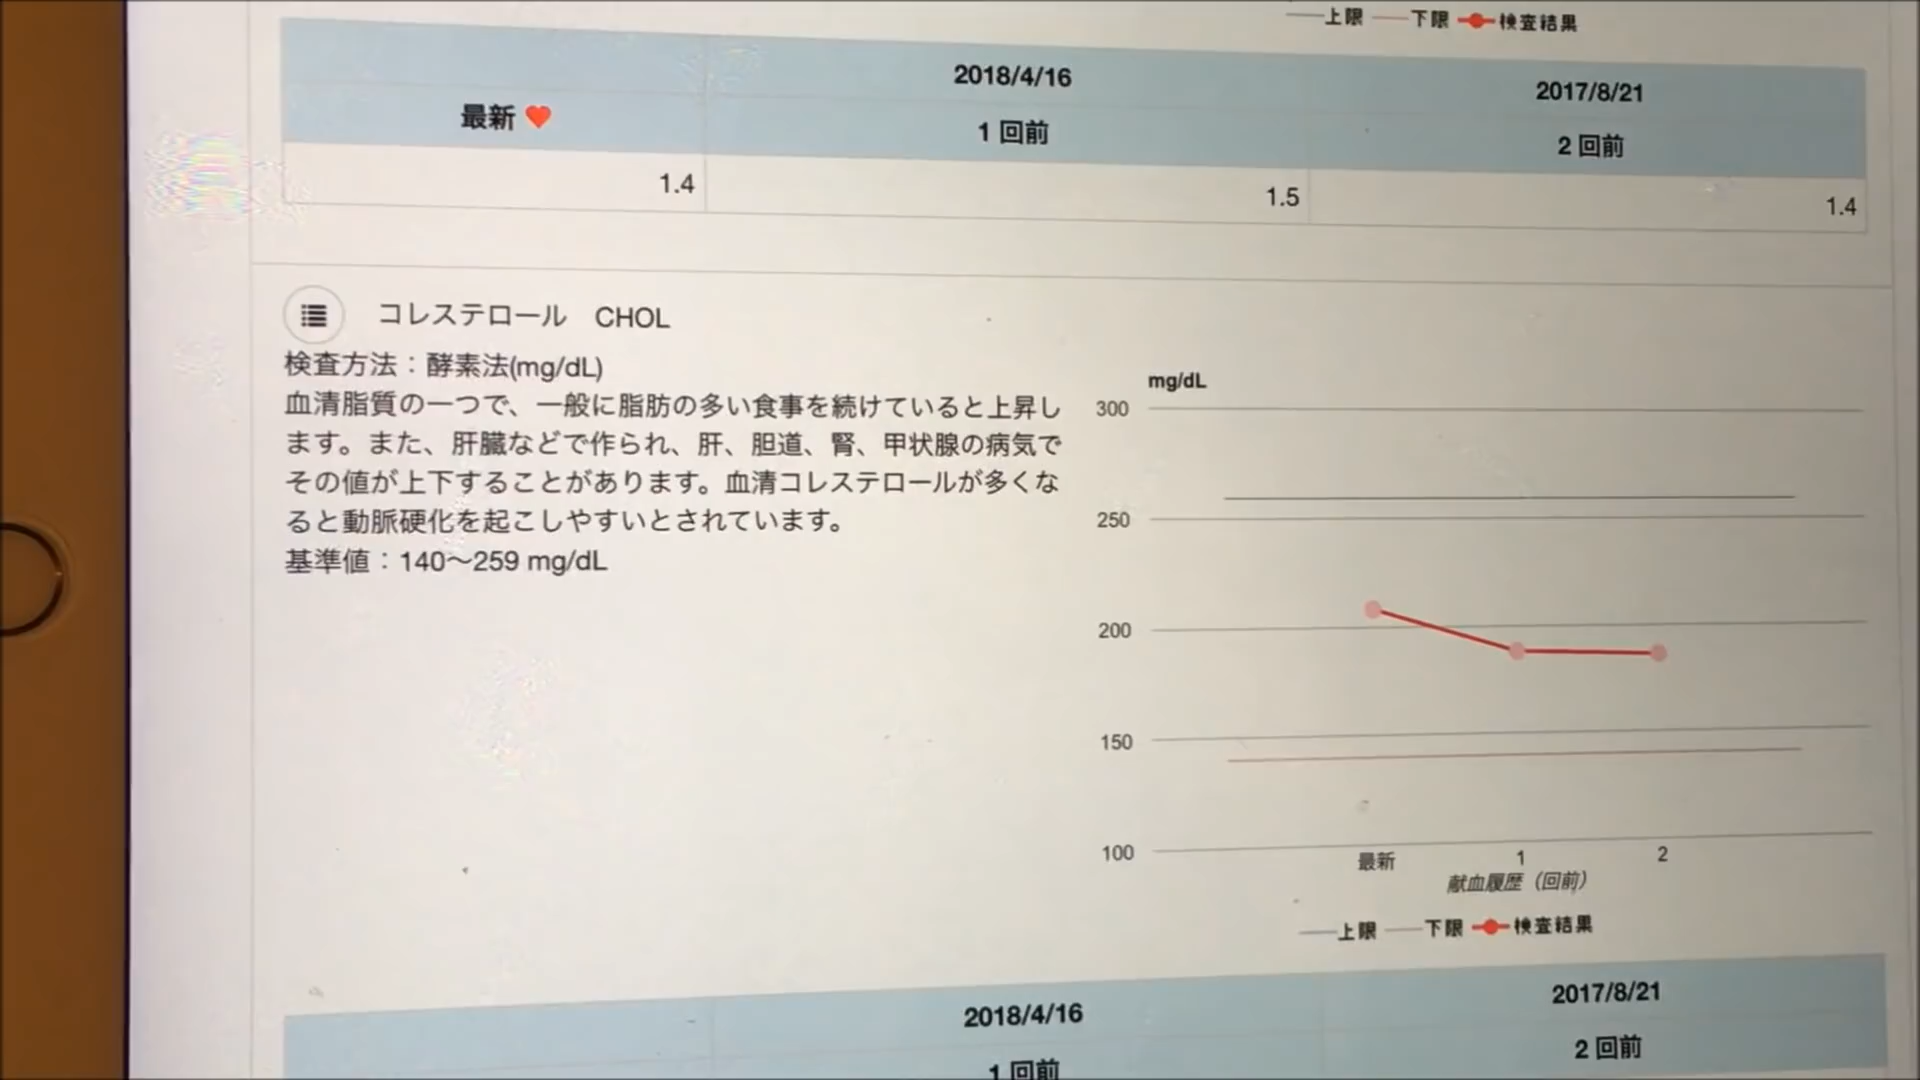 上限 下限 検査結果
2018/4/16 2017/8/21
最新 1 回前 2 回前
1.4 1.5 1.4
コレステロール CHOL
検査方法：酵素法(mg/dL)
血清脂質の一つで、一般に脂肪の多い食事を続けていると上昇し
ます。また、肝臓などで作られ、肝、胆道、腎、甲状腺の病気で
その値が上下することがあります。血清コレステロールが多くな
ると動脈硬化を起こしやすいとされています。
基準値：140～259 mg/dL
mg/dL
300
250
200
150
100
最新 1 2
献血履歴（回前）
上限 下限 検査結果
2018/4/16 2017/8/21
1 回前 2 回前